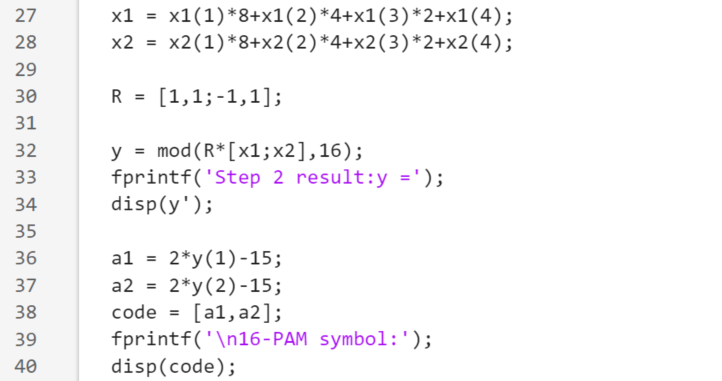 27 x1 = x1(1)*8+x1(2)*4+x1(3)*2+x1(4);
28 x2 = x2(1)*8+x2(2)*4+x2(3)*2+x2(4);
29
30 R = [1,1;-1,1];
31
32 y = mod(R*[x1;x2],16);
33 fprintf('Step 2 result:y =');
34 disp(y');
35
36 a1 = 2*y(1)-15;
37 a2 = 2*y(2)-15;
38 code = [a1,a2];
39 fprintf('\n16-PAM symbol:');
40 disp(code);